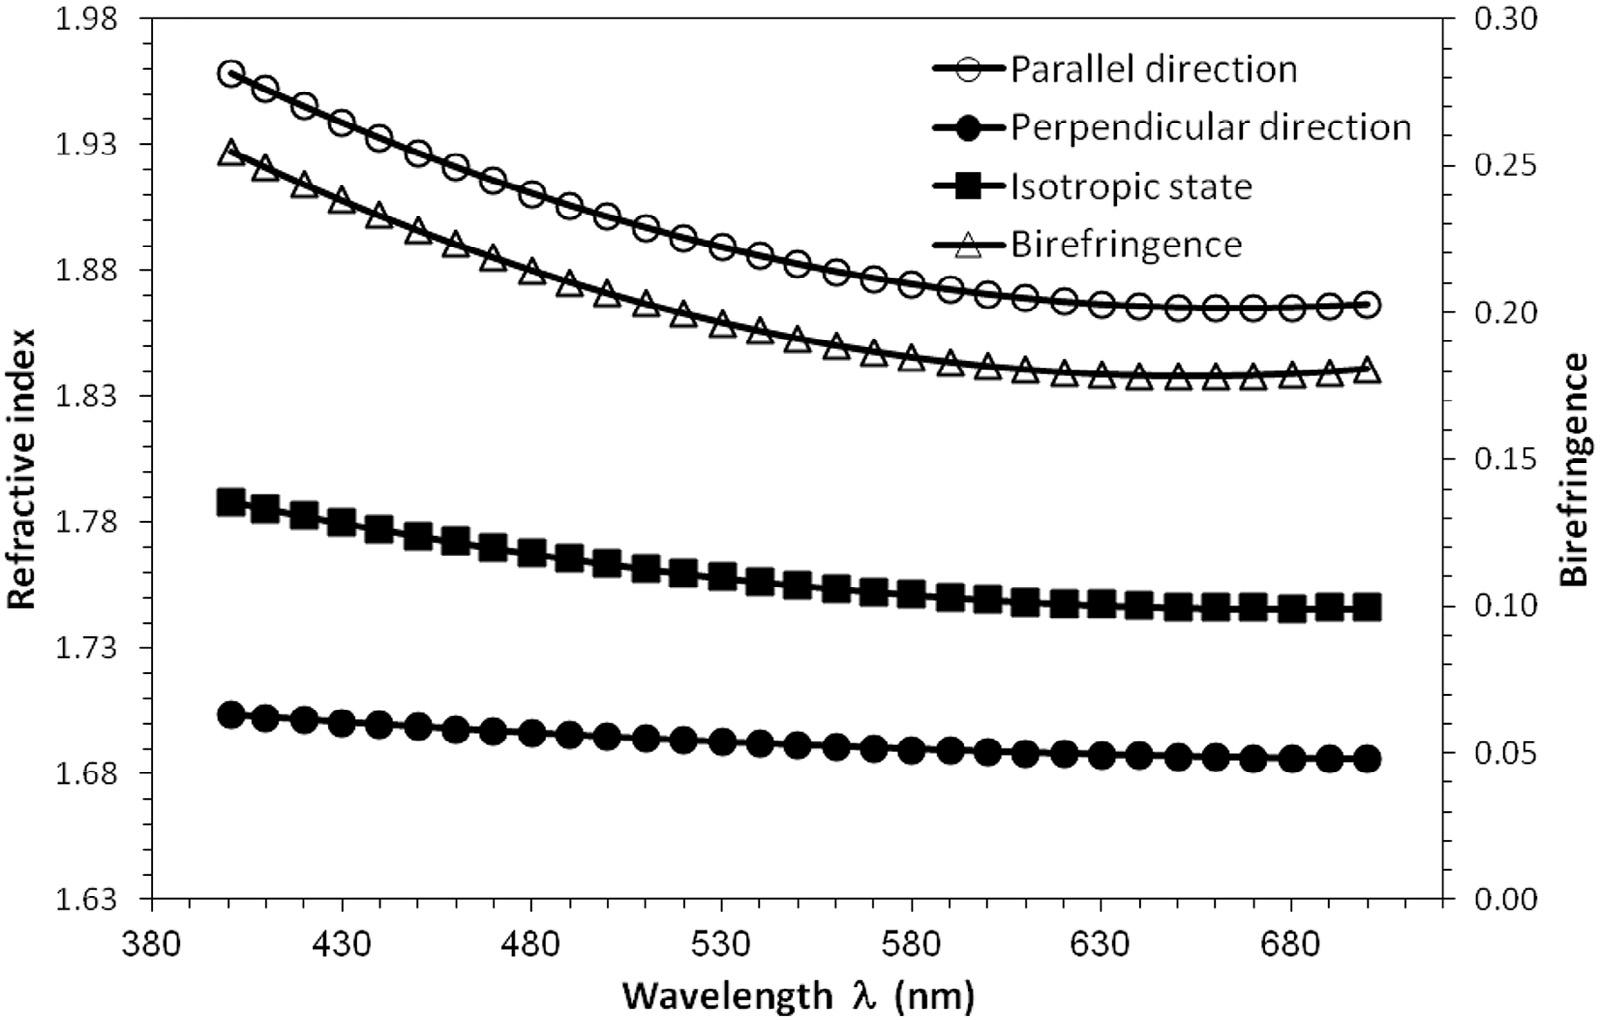 1.98
1.93
1.88
1.83
1.78
1.73
1.68
1.63
Refractive index
0.30
0.25
0.20
0.15
0.10
0.05
0.00
Birefringence
Parallel direction
Perpendicular direction
Isotropic state
Birefringence
380 430 480 530 580 630 680
Wavelength λ (nm)